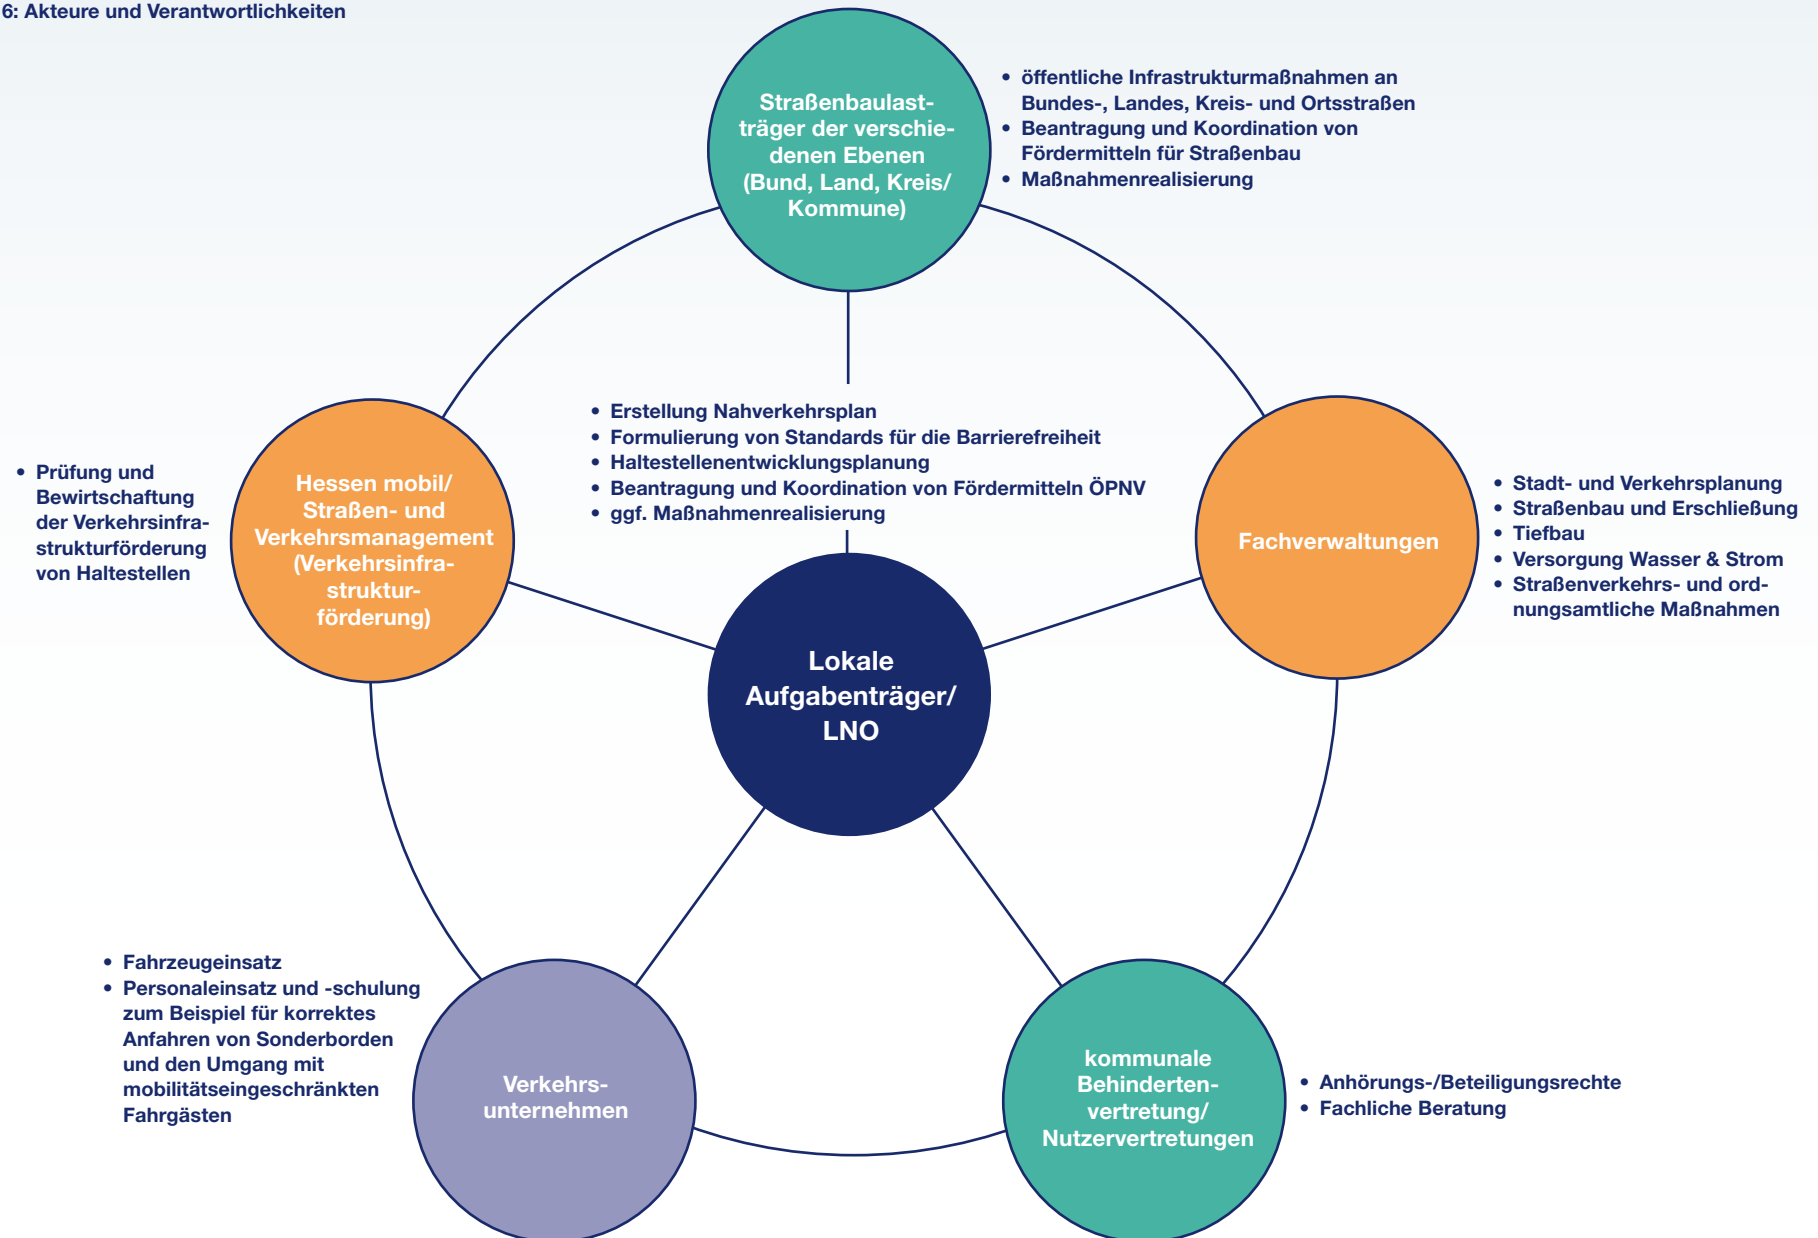 6: Akteure und Verantwortlichkeiten
Straßenbaulast-
träger der verschie-
denen Ebenen
(Bund, Land, Kreis/
Kommune)
• öffentliche Infrastrukturmaßnahmen an
Bundes-, Landes, Kreis- und Ortsstraßen
• Beantragung und Koordination von
Fördermitteln für Straßenbau
• Maßnahmenrealisierung
• Erstellung Nahverkehrsplan
• Formulierung von Standards für die Barrierefreiheit
• Haltestellenentwicklungsplanung
• Beantragung und Koordination von Fördermitteln ÖPNV
• ggf. Maßnahmenrealisierung
• Prüfung und
Bewirtschaftung
der Verkehrsinfra-
strukturförderung
von Haltestellen
Hessen mobil/
Straßen- und
Verkehrsmanagement
(Verkehrsinfra-
struktur-
förderung)
Fachverwaltungen
• Stadt- und Verkehrsplanung
• Straßenbau und Erschließung
• Tiefbau
• Versorgung Wasser & Strom
• Straßenverkehrs- und ord-
nungsamtliche Maßnahmen
Lokale
Aufgabenträger/
LNO
• Fahrzeugeinsatz
• Personaleinsatz und -schulung
zum Beispiel für korrektes
Anfahren von Sonderborden
und den Umgang mit
mobilitätseingeschränkten
Fahrgästen
Verkehrs-
unternehmen
kommunale
Behinderten-
vertretung/
Nutzervertretungen
• Anhörungs-/Beteiligungsrechte
• Fachliche Beratung